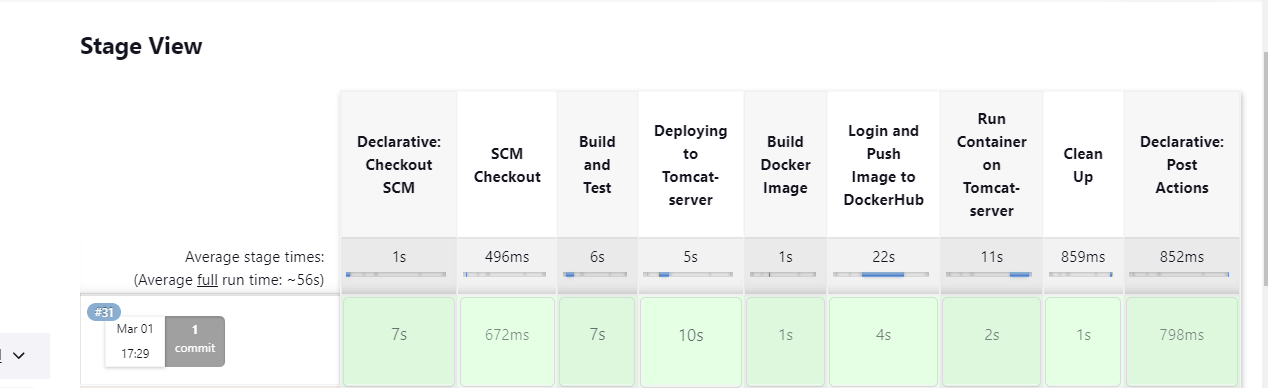 Stage View
Declarative:
Checkout
SCM
SCM
Checkout
Build
and
Test
Deploying
to
Tomcat-
server
Build
Docker
Image
Login and
Push
Image to
DockerHub
Run
Container
on
Tomcat-
server
Clean
Up
Declarative:
Post
Actions
Average stage times:
(Average full run time: ~56s)
1s
496ms
6s
5s
1s
22s
11s
859ms
852ms
#31
Mar 01
17:29
1
commit
7s
672ms
7s
10s
1s
4s
2s
1s
798ms